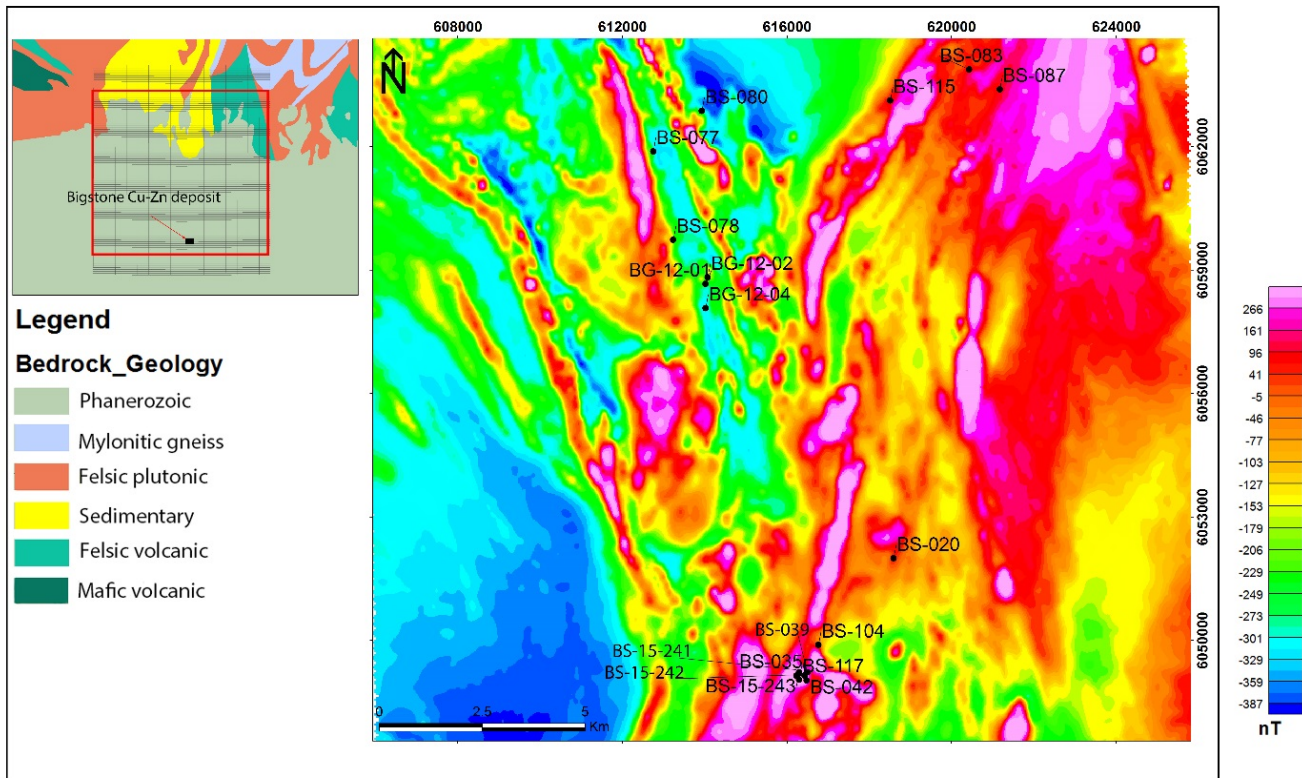 608000
612000
616000
620000
624000
N
BS-083
BS-087
BS-115
BS-080
BS-077
6062000
Bigstone Cu-Zn deposit
BS-078
BG-12-02
BG-12-01
BG-12-04
6059000
Legend
Bedrock_Geology
Phanerozoic
Mylonitic gneiss
Felsic plutonic
Sedimentary
Felsic volcanic
Mafic volcanic
6056000
6053000
BS-020
BS-039
BS-104
BS-15-241
BS-035
BS-117
BS-15-242
BS-15-243
BS-042
6050000
0
2.5
5
Km
266
161
96
41
-5
-46
-77
-103
-127
-153
-179
-206
-229
-249
-273
-301
-329
-359
-387
nT